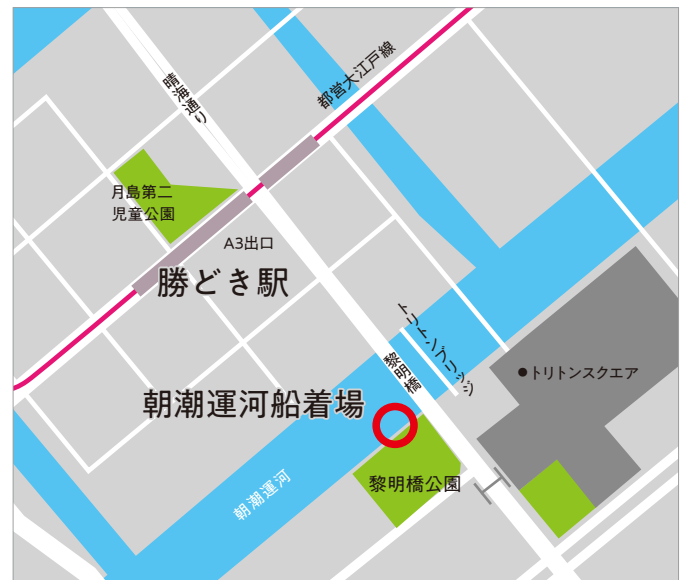 晴海通り
都営大江戸線
月島第二
児童公園
A3出口
勝どき駅
トリトンブリッジ
黎明橋
トリトンスクエア
朝潮運河船着場
黎明橋公園
朝潮運河